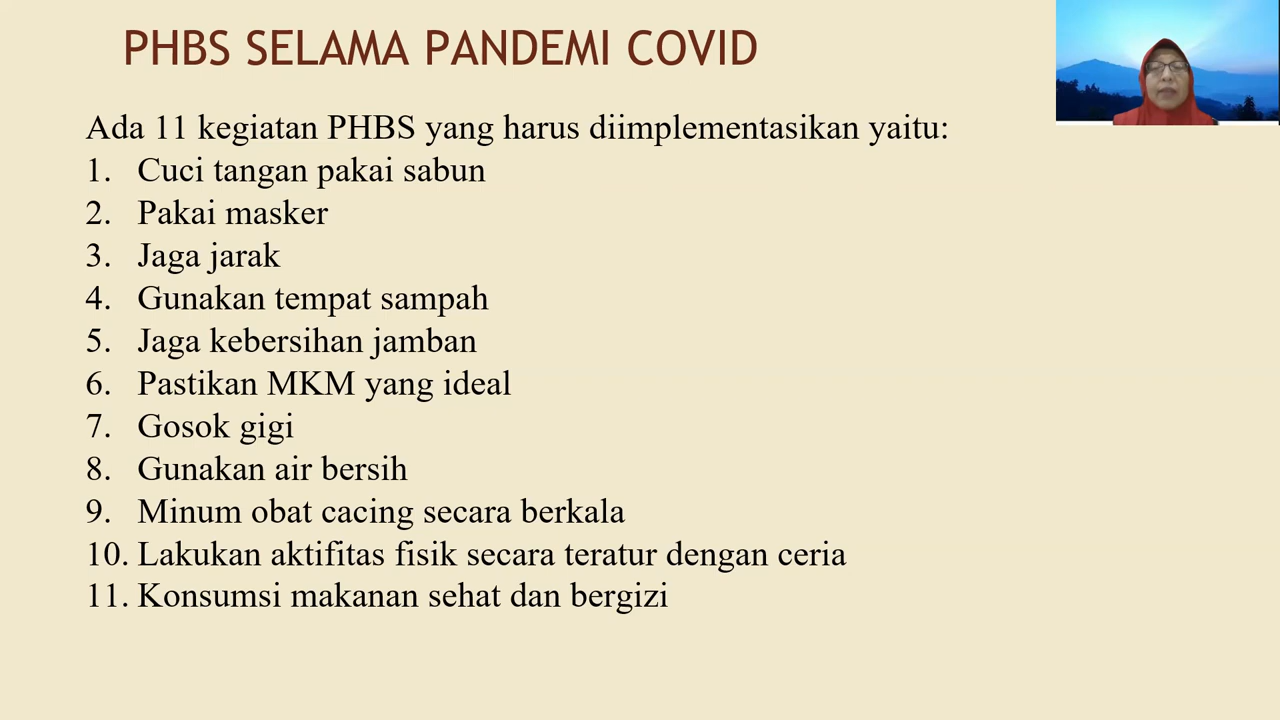 PHBS SELAMA PANDEMI COVID
Ada 11 kegiatan PHBS yang harus diimplementasikan yaitu:
1. Cuci tangan pakai sabun
2. Pakai masker
3. Jaga jarak
4. Gunakan tempat sampah
5. Jaga kebersihan jamban
6. Pastikan MKM yang ideal
7. Gosok gigi
8. Gunakan air bersih
9. Minum obat cacing secara berkala
10. Lakukan aktifitas fisik secara teratur dengan ceria
11. Konsumsi makanan sehat dan bergizi